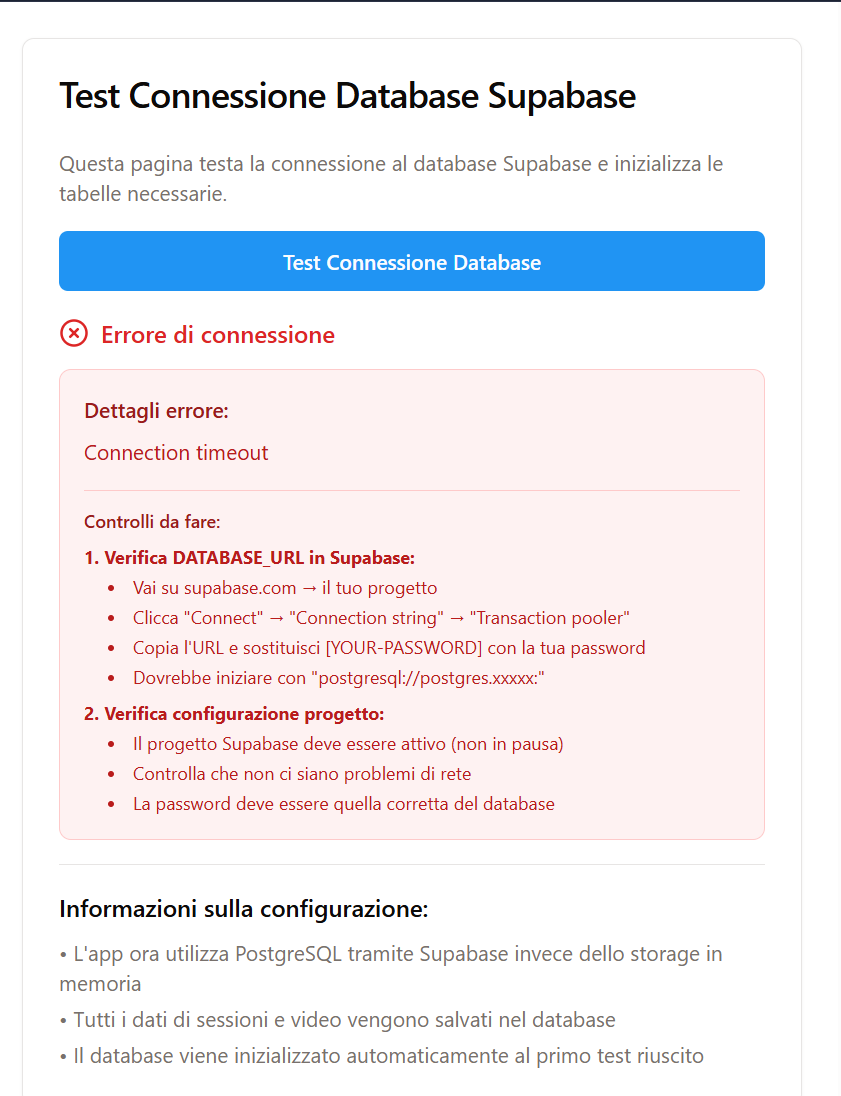 Test Connessione Database Supabase
Questa pagina testa la connessione al database Supabase e inizializza le
tabelle necessarie.
Test Connessione Database
Errore di connessione
Dettagli errore:
Connection timeout
Controlli da fare:
1. Verifica DATABASE_URL in Supabase:
• Vai su supabase.com → il tuo progetto
• Clicca "Connect" → "Connection string" → "Transaction pooler"
• Copia l'URL e sostituisci [YOUR-PASSWORD] con la tua password
• Dovrebbe iniziare con "postgresql://postgres.xxxxx:"
2. Verifica configurazione progetto:
• Il progetto Supabase deve essere attivo (non in pausa)
• Controlla che non ci siano problemi di rete
• La password deve essere quella corretta del database
Informazioni sulla configurazione:
• L'app ora utilizza PostgreSQL tramite Supabase invece dello storage in
memoria
• Tutti i dati di sessioni e video vengono salvati nel database
• Il database viene inizializzato automaticamente al primo test riuscito